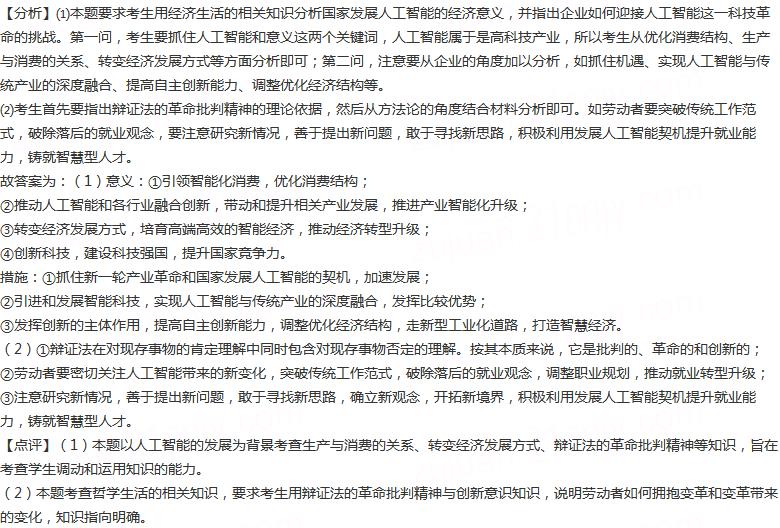 【分析】⑴本题要求考生用经济生活的相关知识分析国家发展人工智能的经济意义，并指出企业如何迎接人工智能这一科技革
命的挑战。第一问，考生要抓住人工智能和意义这两个关键词，人工智能属于是高科技产业，所以考生从优化消费结构、生产
与消费的关系、转变经济发展方式等方面分析即可；第二问，注意要从企业的角度加以分析，如抓住机遇、实现人工智能与传
统产业的深度融合、提高自主创新能力、调整优化经济结构等。
⑵考生首先要指出辩证法的革命批判精神的理论依据，然后从方法论的角度结合材料分析即可。如劳动者要突破传统工作范
式，破除落后的就业观念，要注意研究新情况，善于提出新问题，敢于寻找新思路，积极利用发展人工智能契机提升就业能
力，铸就智慧型人才。
故答案为：（1）意义：①引领智能化消费，优化消费结构；
②推动人工智能和各行业融合创新，带动和提升相关产业发展，推进产业智能化升级；
③转变经济发展方式，培育高端高效的智能经济，推动经济转型升级；
④创新科技，建设科技强国，提升国家竞争力。
措施：①抓住新一轮产业革命和国家发展人工智能的契机，加速发展；
②引进和发展智能科技，实现人工智能与传统产业的深度融合，发挥比较优势；
③发挥创新的主体作用，提高自主创新能力，调整优化经济结构，走新型工业化道路，打造智慧经济。
（2）①辩证法在对现存事物的肯定理解中同时包含对现存事物否定的理解。按其本质来说，它是批判的、革命的和创新的；
②劳动者要密切关注人工智能带来的新变化，突破传统工作范式，破除落后的就业观念，调整职业规划，推动就业转型升级；
③注意研究新情况，善于提出新问题，敢于寻找新思路，确立新观念，开拓新境界，积极利用发展人工智能契机提升就业能
力，铸就智慧型人才。
【点评】（1）本题以人工智能的发展为背景考查生产与消费的关系、转变经济发展方式、辩证法的革命批判精神等知识，旨在
考查学生调动和运用知识的能力。
（2）本题考查哲学生活的相关知识，要求考生用辩证法的革命批判精神与创新意识知识，说明劳动者如何拥抱变革和变革带来
的变化，知识指向明确。